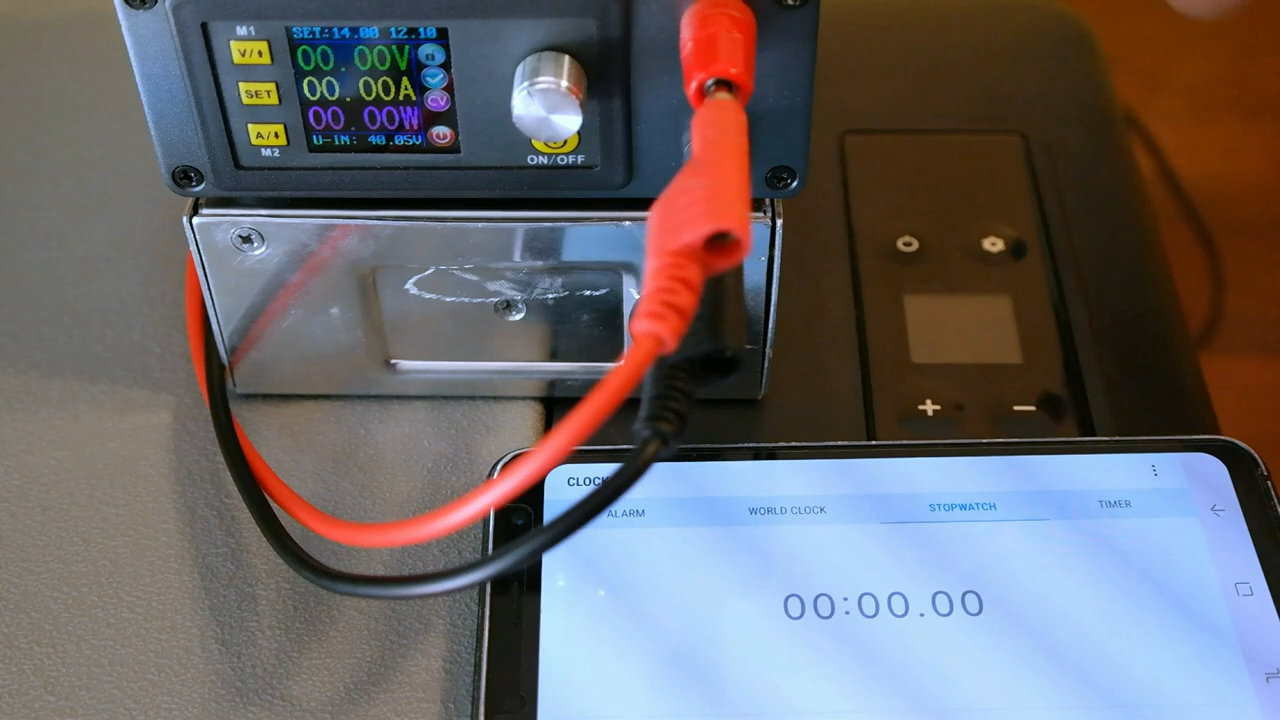 M1
V/⬆
SET
A/⬇
M2
SET:14.00 12.10
00.00V
00.00A
00.00W
U-IN: 40.05V
CV
ON/OFF
+
−
CLOCK
ALARM
WORLD CLOCK
STOPWATCH
TIMER
00:00.00